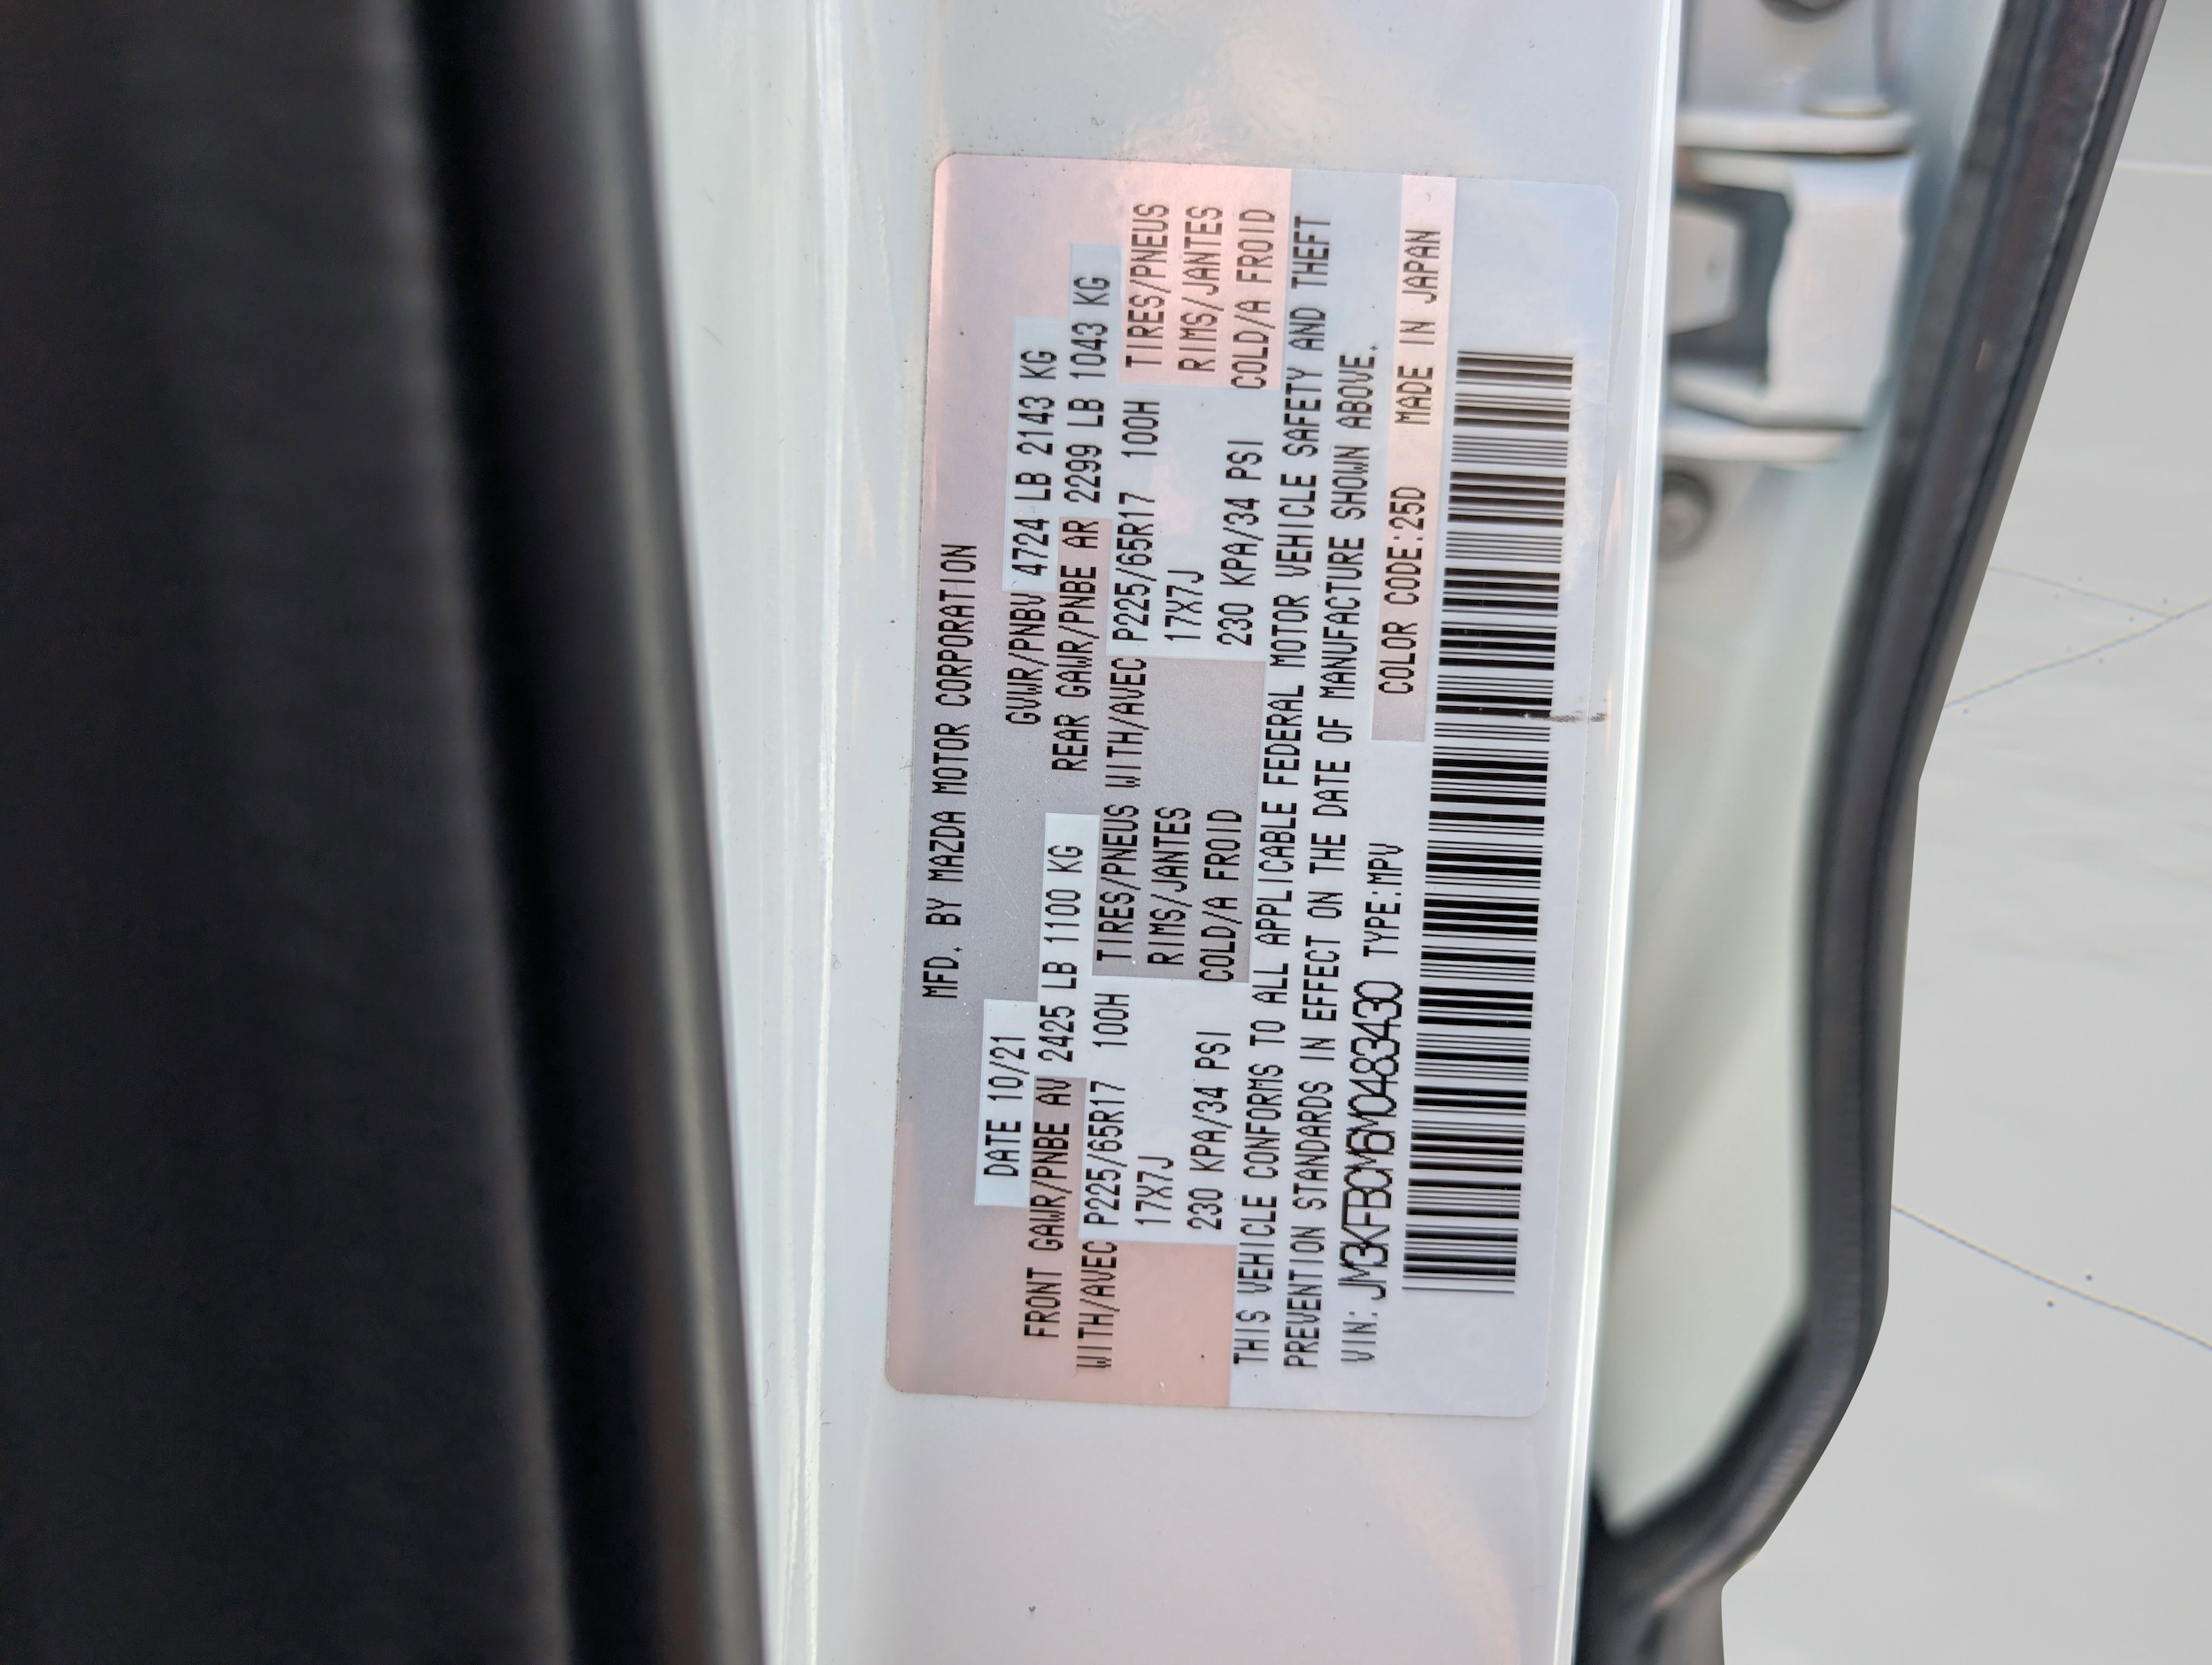 MFD. BY MAZDA MOTOR CORPORATION
DATE 10/21 GVWR/PNBV 4724 LB 2143 KG
FRONT GAWR/PNBE AV 2425 LB 1100 KG REAR GAWR/PNBE AR 2299 LB 1043 KG
WITH/AVEC P225/65R17 100H TIRES/PNEUS WITH/AVEC P225/65R17 100H TIRES/PNEUS
17X7J RIMS/JANTES 17X7J RIMS/JANTES
230 KPA/34 PSI COLD/A FROID 230 KPA/34 PSI COLD/A FROID
THIS VEHICLE CONFORMS TO ALL APPLICABLE FEDERAL MOTOR VEHICLE SAFETY AND THEFT
PREVENTION STANDARDS IN EFFECT ON THE DATE OF MANUFACTURE SHOWN ABOVE.
VIN: JM3KFBCM6M0483430 TYPE:MPV COLOR CODE:25D MADE IN JAPAN